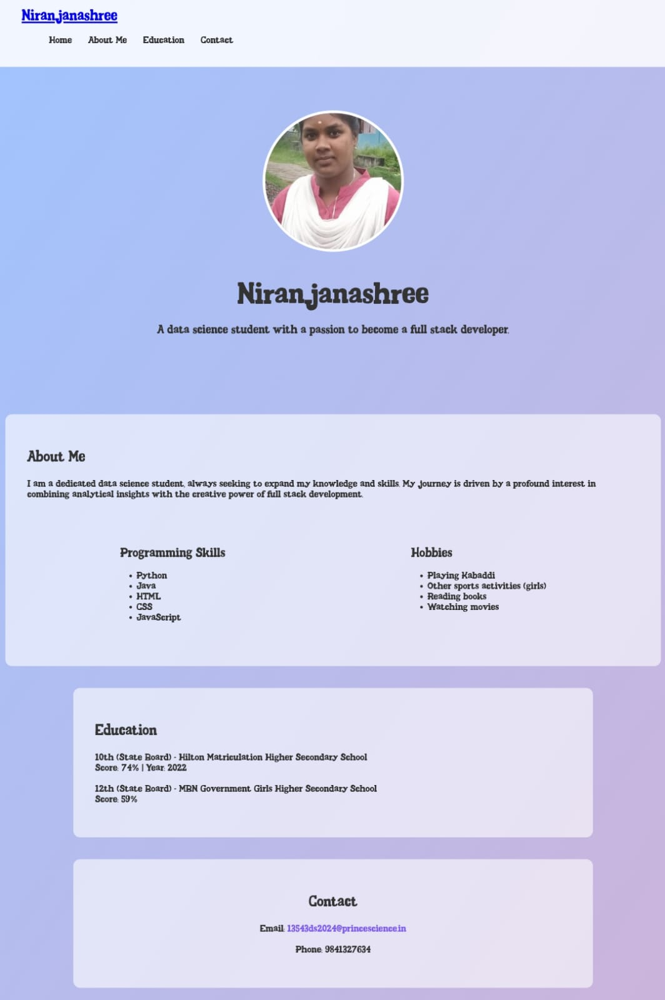 Niranjanashree
Home About Me Education Contact
Niranjanashree
A data science student with a passion to become a full stack developer.
About Me
I am a dedicated data science student, always seeking to expand my knowledge and skills. My journey is driven by a profound interest in
combining analytical insights with the creative power of full stack development.
Programming Skills
• Python
• Java
• HTML
• CSS
• JavaScript
Hobbies
• Playing Kabaddi
• Other sports activities (girls)
• Reading books
• Watching movies
Education
10th (State Board) - Hilton Matriculation Higher Secondary School
Score: 74% | Year: 2022
12th (State Board) - MBN Government Girls Higher Secondary School
Score: 59%
Contact
Email: 13543ds2024@princescience.in
Phone: 9841327634